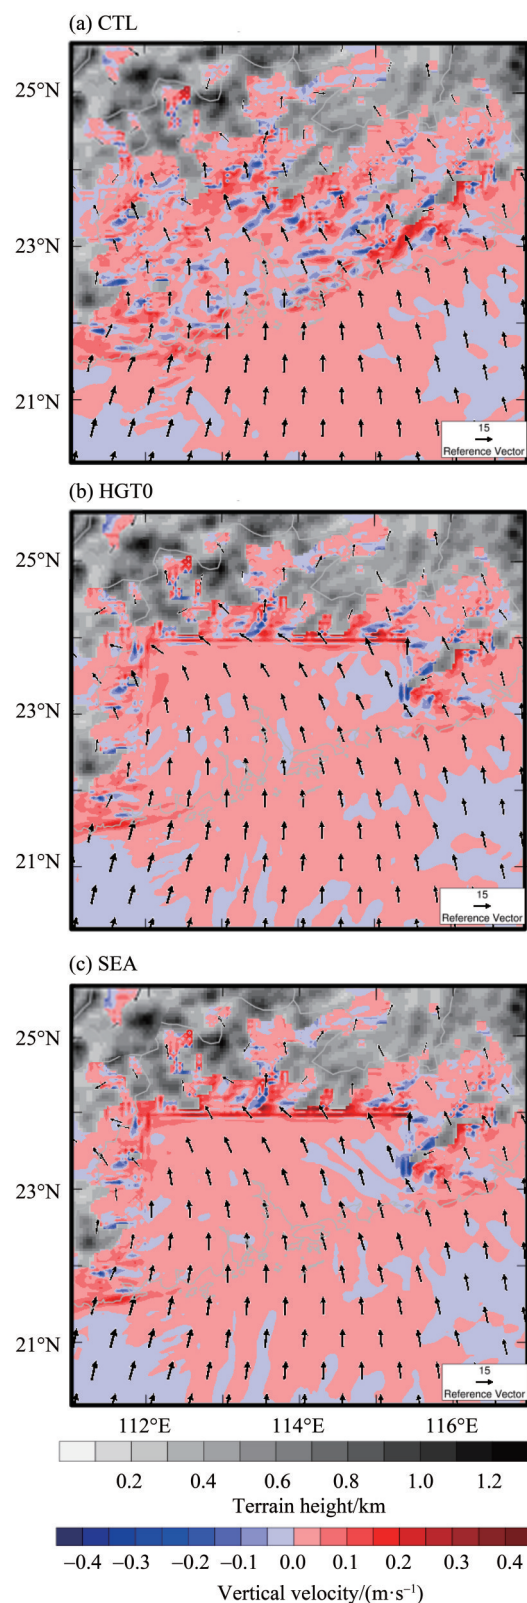 (a) CTL
25°N
23°N
21°N
15
Reference Vector
(b) HGT0
25°N
23°N
21°N
15
Reference Vector
(c) SEA
25°N
23°N
21°N
15
Reference Vector
112°E 114°E 116°E
0.2 0.4 0.6 0.8 1.0 1.2
Terrain height/km
−0.4 −0.3 −0.2 −0.1 0.0 0.1 0.2 0.3 0.4
Vertical velocity/(m·s⁻¹)